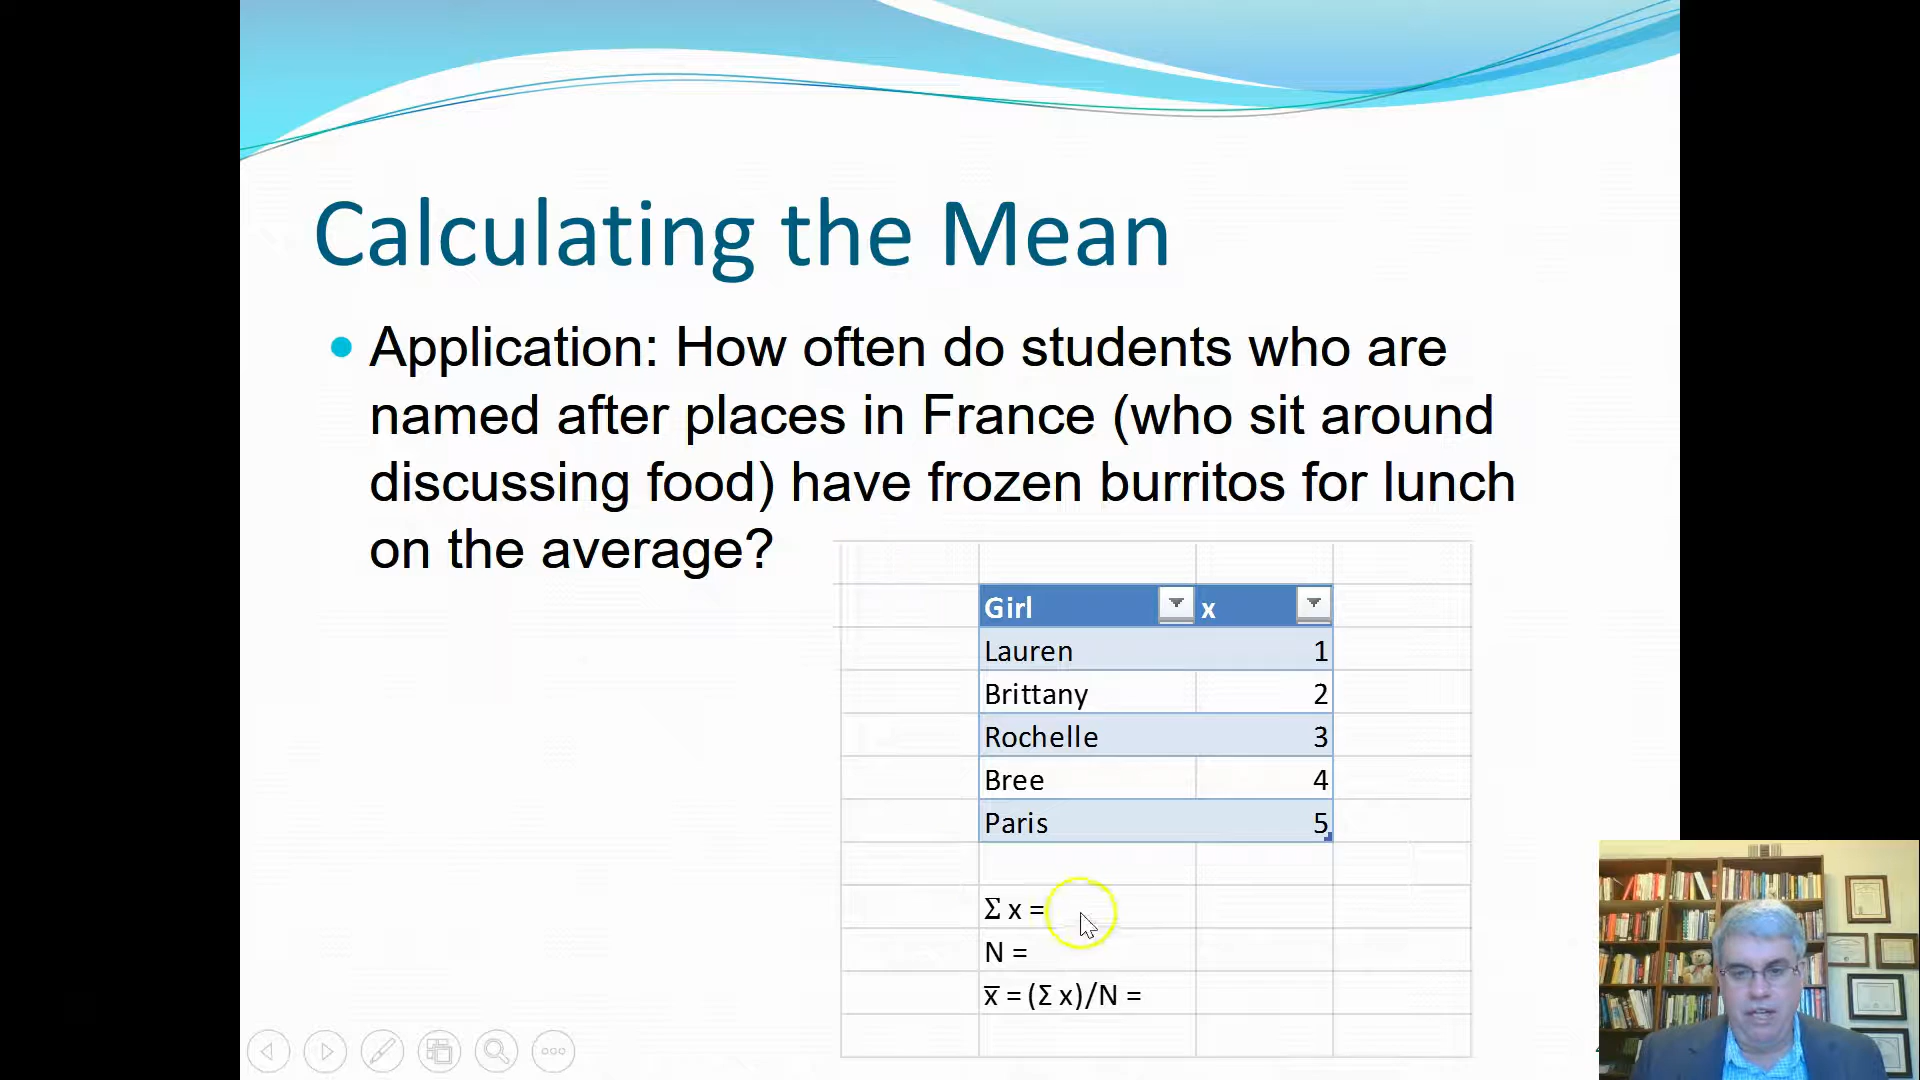 Calculating the Mean
Application: How often do students who are
named after places in France (who sit around
discussing food) have frozen burritos for lunch
on the average?
Girl x
Lauren 1
Brittany 2
Rochelle 3
Bree 4
Paris 5
Σ x =
N =
x̅ = (Σ x)/N =